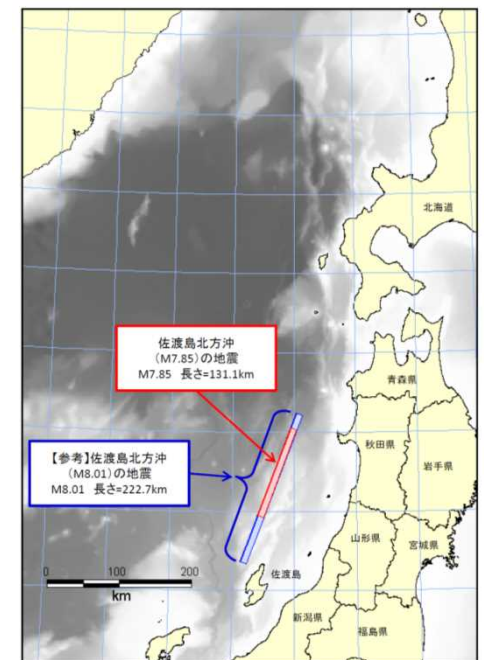 北海道
佐渡島北方沖
（M7.85）の地震
M7.85 長さ=131.1km
青森県
秋田県
岩手県
【参考】佐渡島北方沖
（M8.01）の地震
M8.01 長さ=222.7km
山形県
宮城県
佐渡島
0 100 200
km
新潟県
福島県